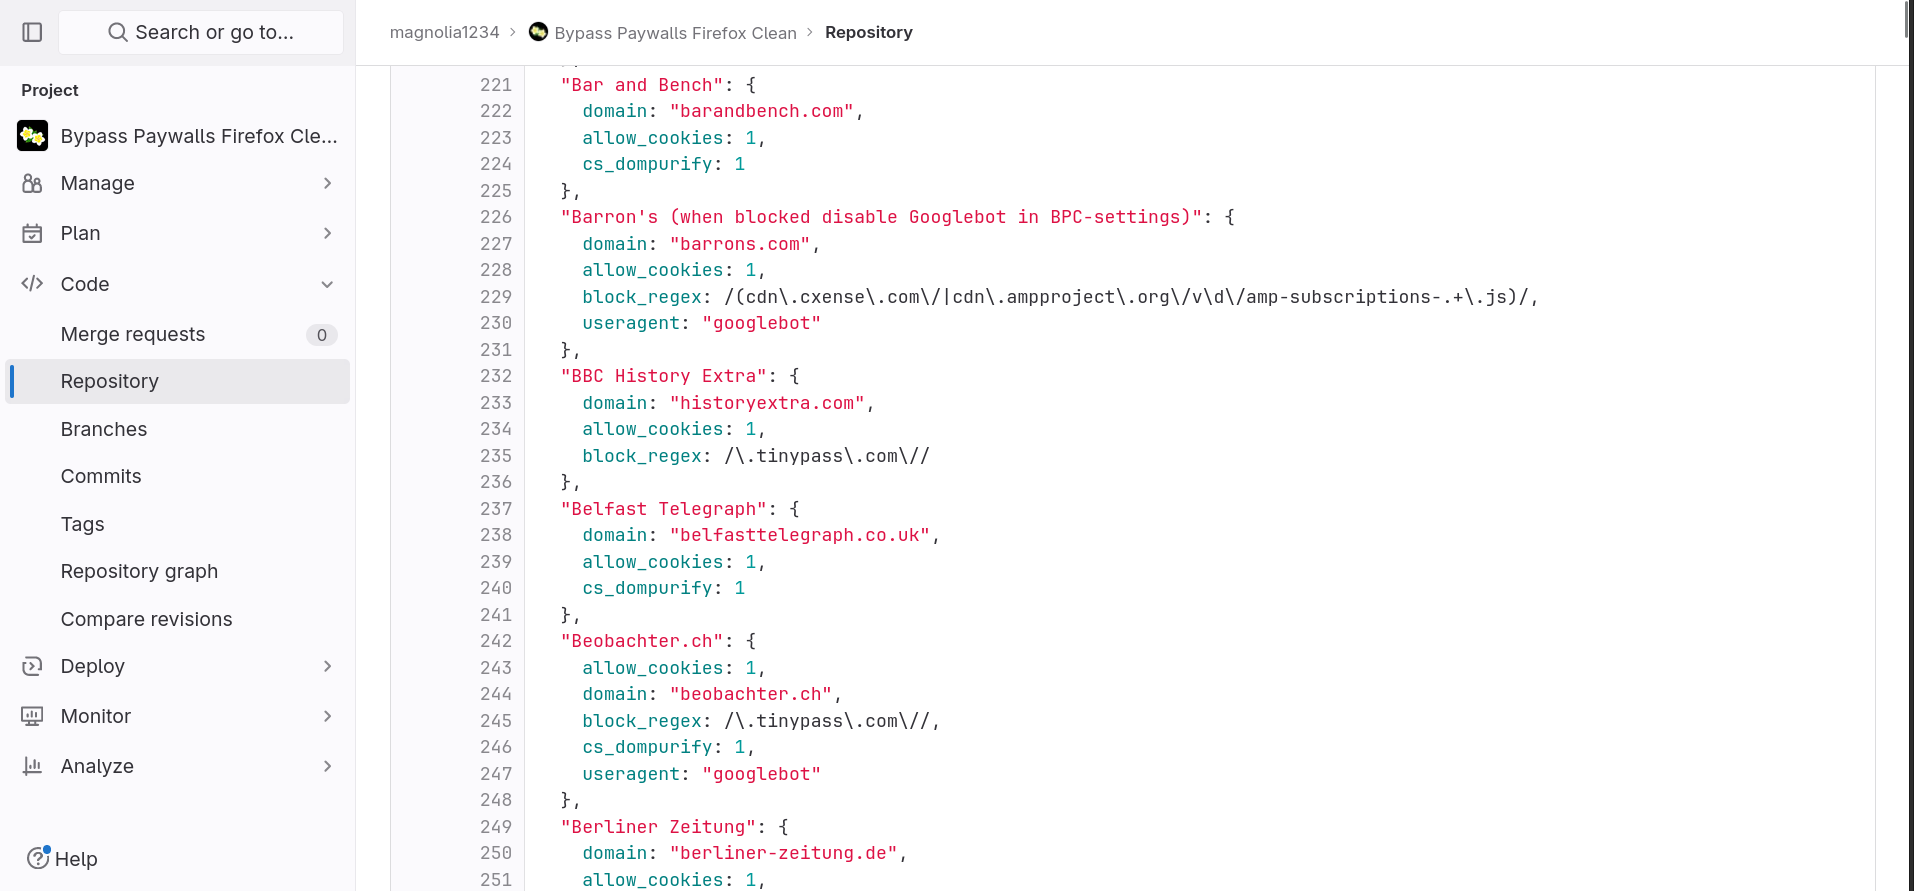 Search or go to...
magnolia1234 > Bypass Paywalls Firefox Clean > Repository
Project
Bypass Paywalls Firefox Cle...
Manage
Plan
Code
Merge requests 0
Repository
Branches
Commits
Tags
Repository graph
Compare revisions
Deploy
Monitor
Analyze
Help
221 "Bar and Bench": {
222 domain: "barandbench.com",
223 allow_cookies: 1,
224 cs_dompurify: 1
225 },
226 "Barron's (when blocked disable Googlebot in BPC-settings)": {
227 domain: "barrons.com",
228 allow_cookies: 1,
229 block_regex: /(cdn\.cxense\.com\/|cdn\.ampproject\.org\/v\d\/amp-subscriptions-.+\.js)/,
230 useragent: "googlebot"
231 },
232 "BBC History Extra": {
233 domain: "historyextra.com",
234 allow_cookies: 1,
235 block_regex: /\.tinypass\.com\//
236 },
237 "Belfast Telegraph": {
238 domain: "belfasttelegraph.co.uk",
239 allow_cookies: 1,
240 cs_dompurify: 1
241 },
242 "Beobachter.ch": {
243 allow_cookies: 1,
244 domain: "beobachter.ch",
245 block_regex: /\.tinypass\.com\//,
246 cs_dompurify: 1,
247 useragent: "googlebot"
248 },
249 "Berliner Zeitung": {
250 domain: "berliner-zeitung.de",
251 allow_cookies: 1,